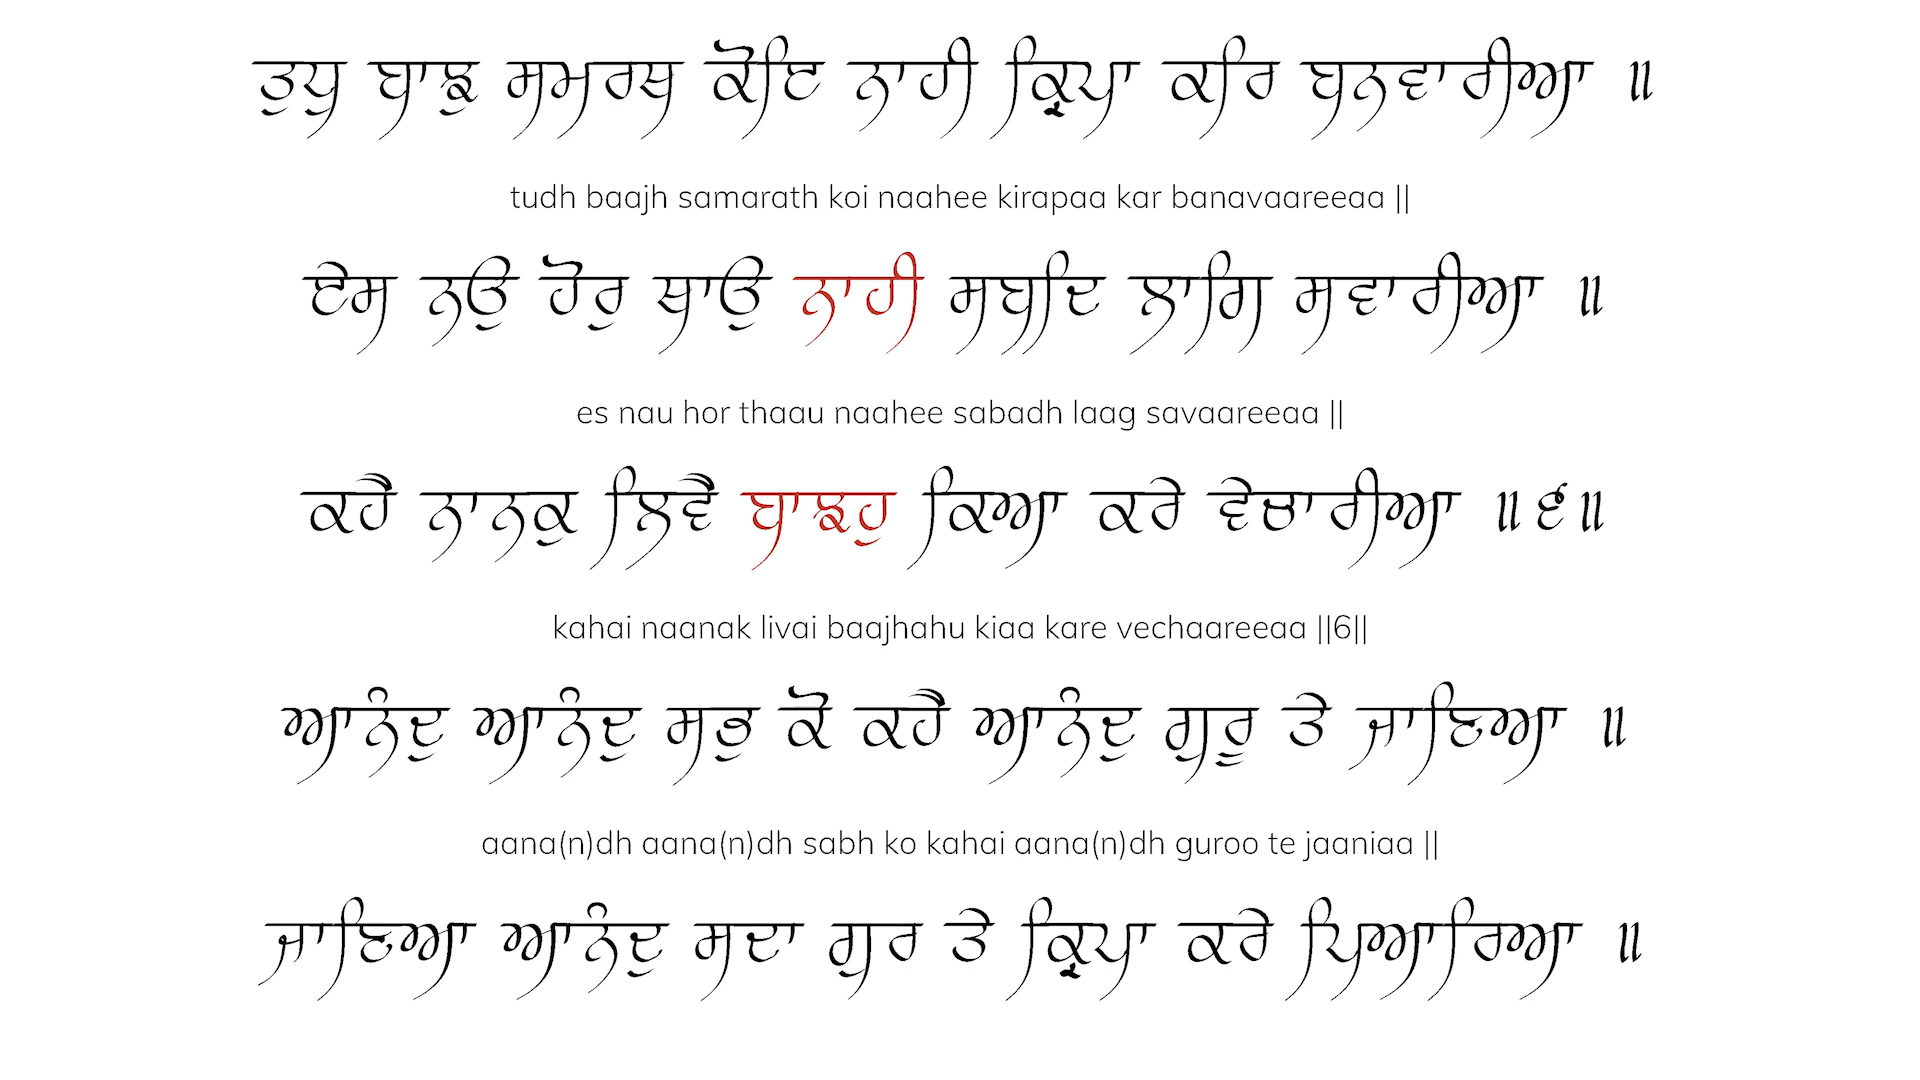 ਤੁਧੁ ਬਾਝੁ ਸਮਰਥ ਕੋਇ ਨਾਹੀ ਕ੍ਰਿਪਾ ਕਰਿ ਬਨਵਾਰੀਆ ॥
tudh baajh samarath koi naahee kirapaa kar banavaareeaa ||
ਏਸ ਨਉ ਹੋਰੁ ਥਾਉ ਨਾਹੀ ਸਬਦਿ ਲਾਗਿ ਸਵਾਰੀਆ ॥
es nau hor thaau naahee sabadh laag savaareeaa ||
ਕਹੈ ਨਾਨਕੁ ਲਿਵੈ ਬਾਝਹੁ ਕਿਆ ਕਰੇ ਵੇਚਾਰੀਆ ॥੬॥
kahai naanak livai baajhahu kiaa kare vechaareeaa ||6||
ਆਨੰਦੁ ਆਨੰਦੁ ਸਭੁ ਕੋ ਕਹੈ ਆਨੰਦੁ ਗੁਰੂ ਤੇ ਜਾਣਿਆ ॥
aana(n)dh aana(n)dh sabh ko kahai aana(n)dh guroo te jaaniaa ||
ਜਾਣਿਆ ਆਨੰਦੁ ਸਦਾ ਗੁਰ ਤੇ ਕ੍ਰਿਪਾ ਕਰੇ ਪਿਆਰਿਆ ॥